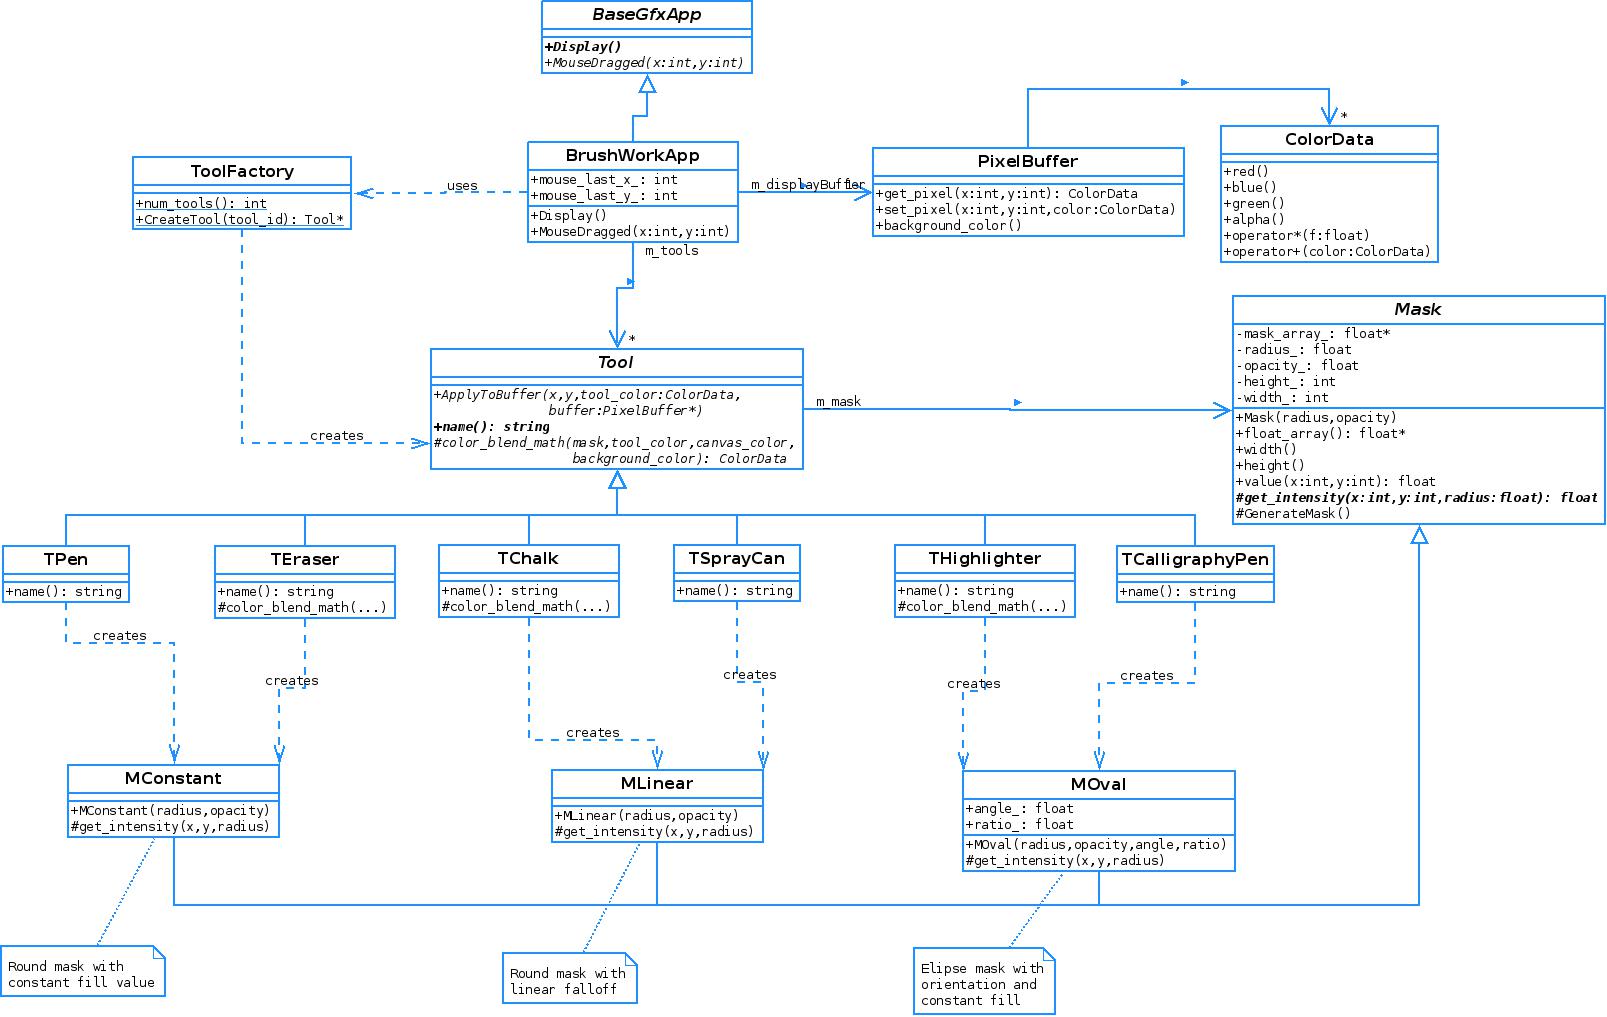 BaseGfxApp
+Display()
+MouseDragged(x:int,y:int)
*
ColorData
+red()
+blue()
+green()
+alpha()
+operator*(f:float)
+operator+(color:ColorData)
ToolFactory
+num_tools(): int
+CreateTool(tool_id): Tool*
uses
BrushWorkApp
+mouse_last_x_: int
+mouse_last_y_: int
+Display()
+MouseDragged(x:int,y:int)
m_displayBuffer
PixelBuffer
+get_pixel(x:int,y:int): ColorData
+set_pixel(x:int,y:int,color:ColorData)
+background_color()
m_tools
*
creates
Tool
+ApplyToBuffer(x,y,tool_color:ColorData,
buffer:PixelBuffer*)
+name(): string
#color_blend_math(mask,tool_color,canvas_color,
background_color): ColorData
m_mask
Mask
-mask_array_: float*
-radius_: float
-opacity_: float
-height_: int
-width_: int
+Mask(radius,opacity)
+float_array(): float*
+width()
+height()
+value(x:int,y:int): float
#get_intensity(x:int,y:int,radius:float): float
#GenerateMask()
TPen
+name(): string
TEraser
+name(): string
#color_blend_math(...)
TChalk
+name(): string
#color_blend_math(...)
TSprayCan
+name(): string
THighlighter
+name(): string
#color_blend_math(...)
TCalligraphyPen
+name(): string
creates
creates
creates
creates
creates
creates
MConstant
+MConstant(radius,opacity)
#get_intensity(x,y,radius)
MLinear
+MLinear(radius,opacity)
#get_intensity(x,y,radius)
MOval
+angle_: float
+ratio_: float
+MOval(radius,opacity,angle,ratio)
#get_intensity(x,y,radius)
Round mask with
constant fill value
Round mask with
linear falloff
Elipse mask with
orientation and
constant fill